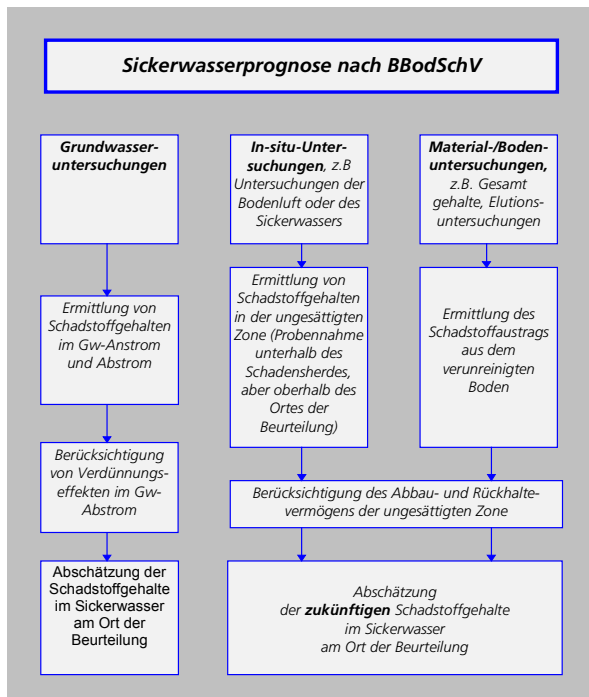 Sickerwasserprognose nach BBodSchV
Grundwasser-
untersuchungen
In-situ-Unter-
suchungen, z.B
Untersuchungen der
Bodenluft oder des
Sickerwassers
Material-/Boden-
untersuchungen,
z.B. Gesamt
gehalte, Elutions-
untersuchungen
Ermittlung von
Schadstoffgehalten
im Gw-Anstrom
und Abstrom
Ermittlung von
Schadstoffgehalten
in der ungesättigten
Zone (Probennahme
unterhalb des
Schadensherdes,
aber oberhalb des
Ortes der
Beurteilung)
Ermittlung des
Schadstoffaustrags
aus dem
verunreinigten
Boden
Berücksichtigung
von Verdünnungs-
effekten im Gw-
Abstrom
Berücksichtigung des Abbau- und Rückhalte-
vermögens der ungesättigten Zone
Abschätzung der
Schadstoffgehalte
im Sickerwasser
am Ort der
Beurteilung
Abschätzung
der zukünftigen Schadstoffgehalte
im Sickerwasser
am Ort der Beurteilung